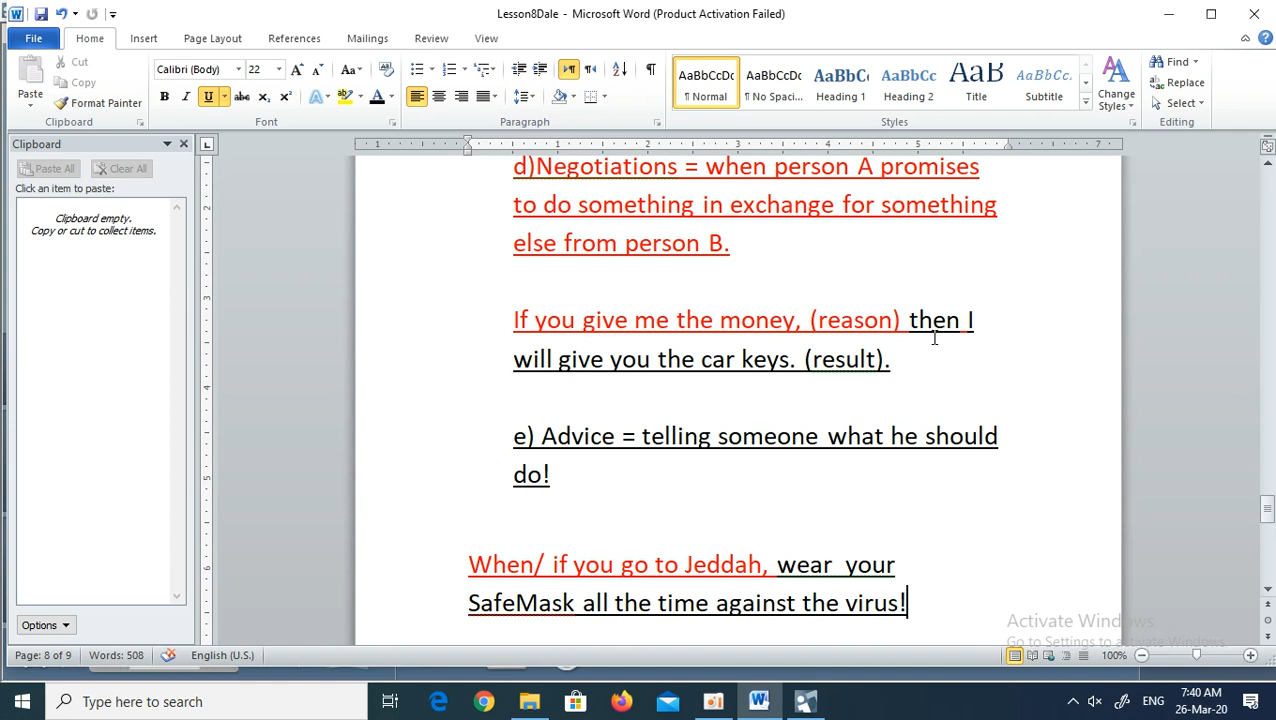 Lesson8Dale - Microsoft Word (Product Activation Failed)
File Home Insert Page Layout References Mailings Review View
Paste
Cut
Copy
Format Painter
Clipboard
Calibri (Body) 22
Font
Paragraph
AaBbCcDc AaBbCcDc AaBbCc AaBbCc AaB AaBbCc.
¶ Normal ¶ No Spaci... Heading 1 Heading 2 Title Subtitle
Styles
Change Styles
Find
Replace
Select
Editing
Clipboard
Paste All Clear All
Click an item to paste:
Clipboard empty.
Copy or cut to collect items.
Options
d)Negotiations = when person A promises
to do something in exchange for something
else from person B.
If you give me the money, (reason) then I
will give you the car keys. (result).
e) Advice = telling someone what he should
do!
When/ if you go to Jeddah, wear your
SafeMask all the time against the virus!
Activate Windows
Go to Settings to activate Windows.
Page: 8 of 9 Words: 508 English (U.S.) 100%
Type here to search
ENG
7:40 AM
26-Mar-20